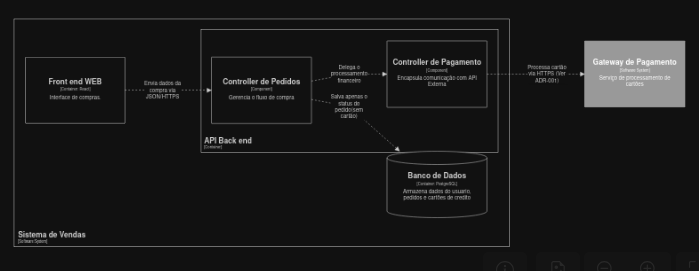 Front end WEB
[Container: React]
Interface de compras.
Envia dados da
compra via
JSON/HTTPS
Controller de Pedidos
[Component]
Gerencia o fluxo de compra
API Back end
[Container]
Delega o
processamento
financeiro
Salva apenas o
status de
pedido(sem
cartão)
Controller de Pagamento
[Component]
Encapsula comunicação com API
Externa
Processa cartão
via HTTPS (Ver
ADR-001)
Gateway de Pagamento
[Software System]
Serviço de processamento de
cartões
Banco de Dados
[Container: PostgreSQL]
Armazena dados do usuario,
pedidos e cartões de credito
Sistema de Vendas
[Software System]